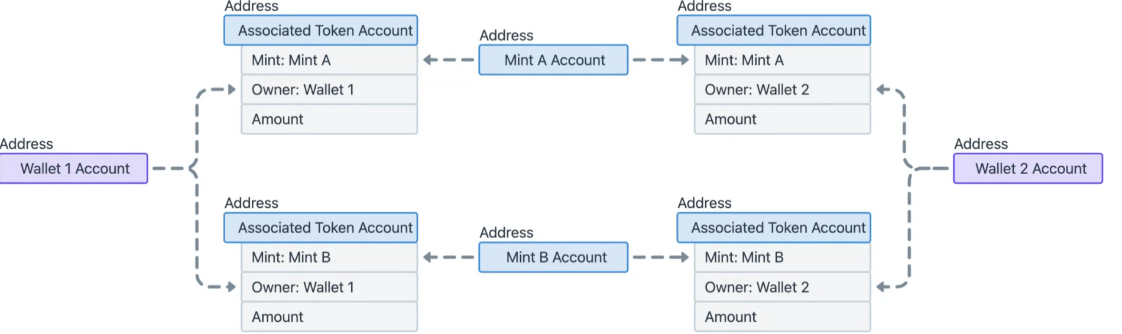 Address
Associated Token Account
Mint: Mint A
Owner: Wallet 1
Amount
Address
Mint A Account
Address
Associated Token Account
Mint: Mint A
Owner: Wallet 2
Amount
Address
Wallet 1 Account
Address
Wallet 2 Account
Address
Associated Token Account
Mint: Mint B
Owner: Wallet 1
Amount
Address
Mint B Account
Address
Associated Token Account
Mint: Mint B
Owner: Wallet 2
Amount